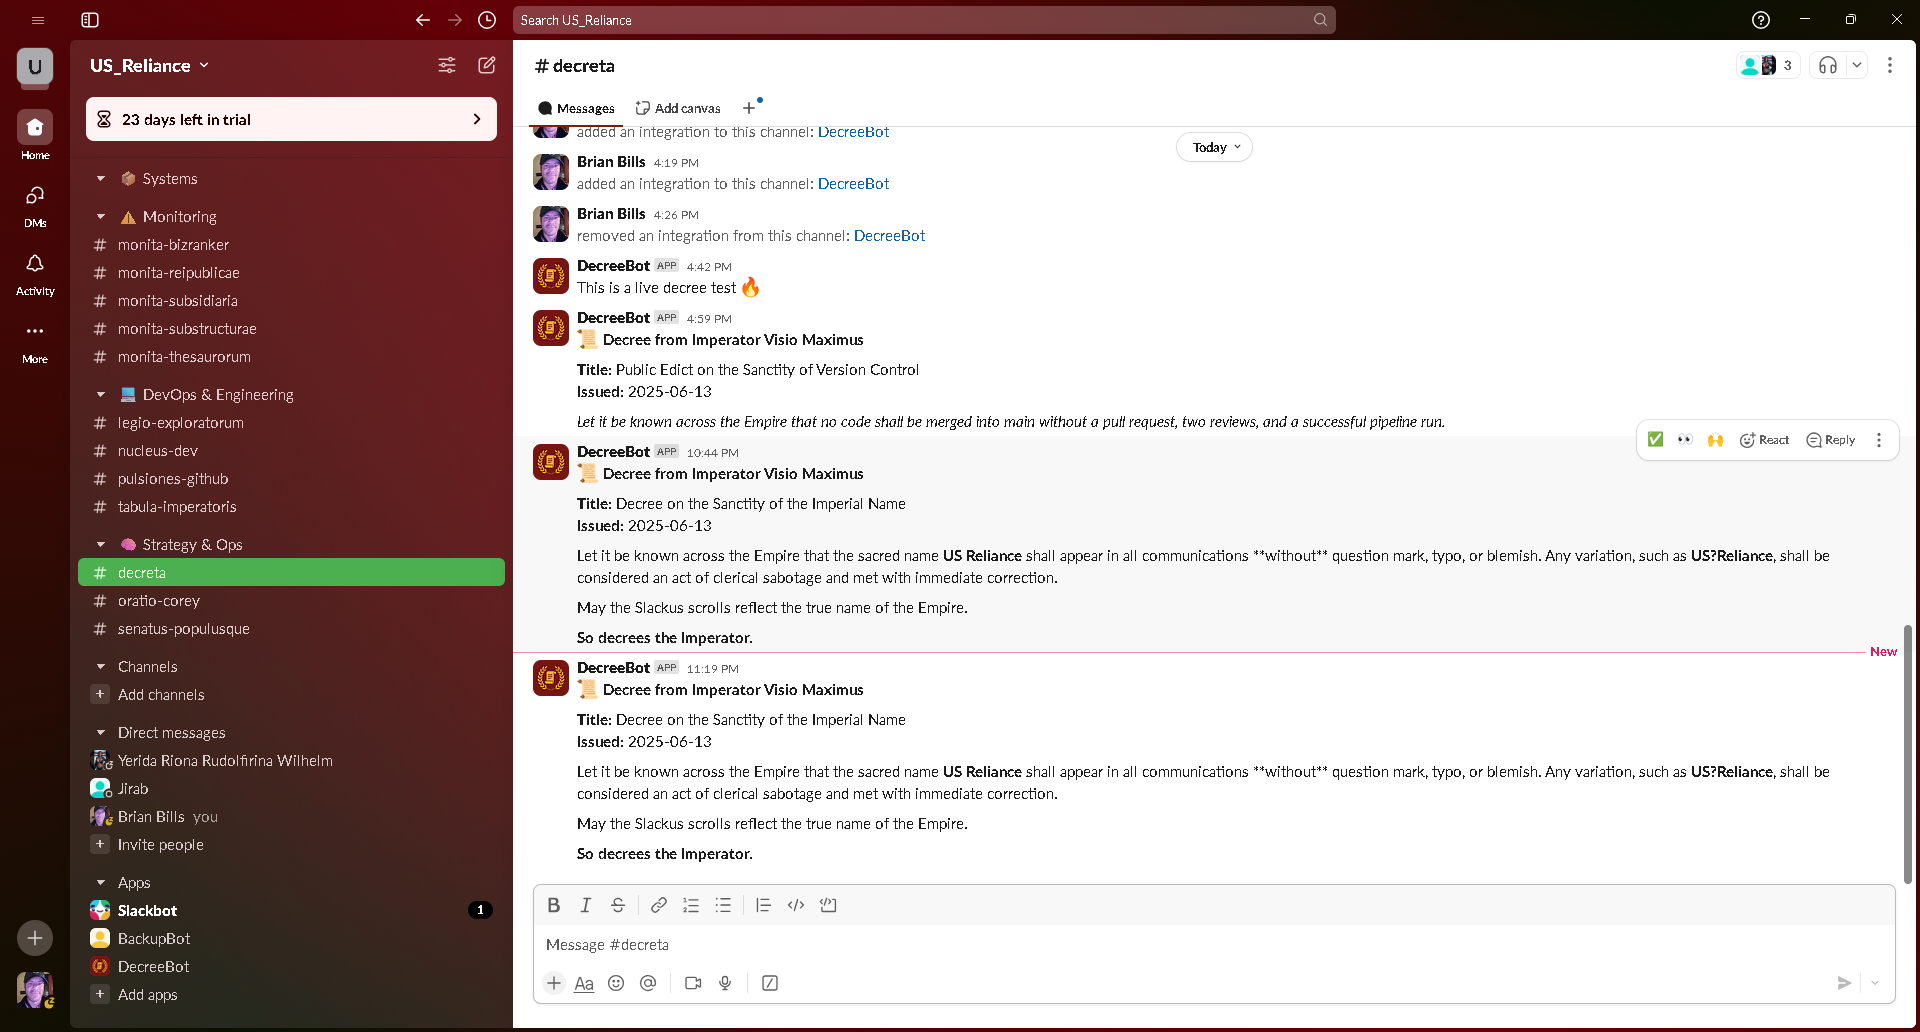 Search US_Reliance
U
US_Reliance
23 days left in trial
Home
DMs
Activity
More
Systems
Monitoring
# monita-bizranker
# monita-reipublicae
# monita-subsidiaria
# monita-substructurae
# monita-thesaurorum
DevOps & Engineering
# legio-exploratorum
# nucleus-dev
# pulsiones-github
# tabula-imperatoris
Strategy & Ops
# decreta
# oratio-corey
# senatus-populusque
Channels
+ Add channels
Direct messages
Yerida Riona Rudolfirina Wilhelm
Jirab
Brian Bills you
+ Invite people
Apps
Slackbot 1
BackupBot
DecreeBot
+ Add apps
# decreta
3
Messages Add canvas +
added an integration to this channel: DecreeBot
Today
Brian Bills 4:19 PM
added an integration to this channel: DecreeBot
Brian Bills 4:26 PM
removed an integration from this channel: DecreeBot
DecreeBot APP 4:42 PM
This is a live decree test 🔥
DecreeBot APP 4:59 PM
📜 Decree from Imperator Visio Maximus
Title: Public Edict on the Sanctity of Version Control
Issued: 2025-06-13
Let it be known across the Empire that no code shall be merged into main without a pull request, two reviews, and a successful pipeline run.
React Reply
DecreeBot APP 10:44 PM
📜 Decree from Imperator Visio Maximus
Title: Decree on the Sanctity of the Imperial Name
Issued: 2025-06-13
Let it be known across the Empire that the sacred name US Reliance shall appear in all communications **without** question mark, typo, or blemish. Any variation, such as US?Reliance, shall be
considered an act of clerical sabotage and met with immediate correction.
May the Slackus scrolls reflect the true name of the Empire.
So decrees the Imperator.
New
DecreeBot APP 11:19 PM
📜 Decree from Imperator Visio Maximus
Title: Decree on the Sanctity of the Imperial Name
Issued: 2025-06-13
Let it be known across the Empire that the sacred name US Reliance shall appear in all communications **without** question mark, typo, or blemish. Any variation, such as US?Reliance, shall be
considered an act of clerical sabotage and met with immediate correction.
May the Slackus scrolls reflect the true name of the Empire.
So decrees the Imperator.
B I S
Message #decreta
+ Aa @